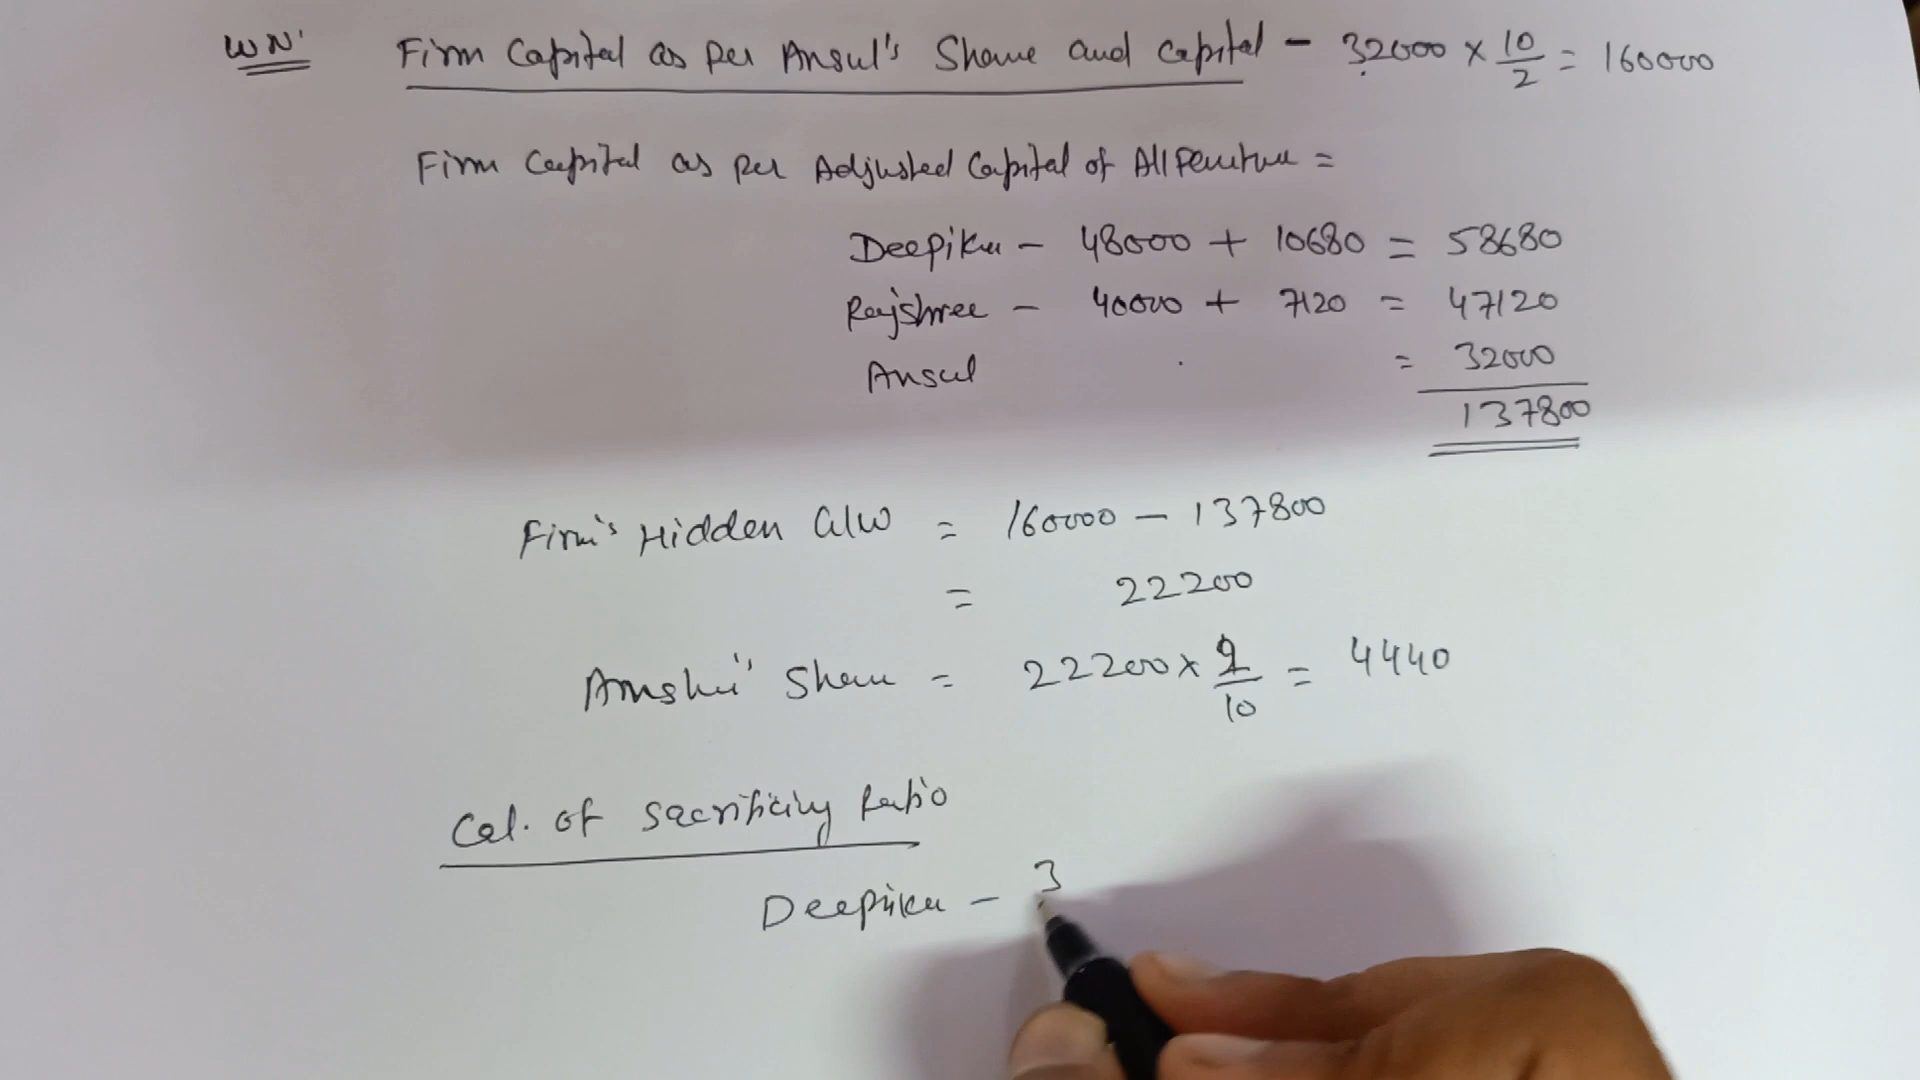 WN'
Firm Capital as Per Ansul's Share and Capital - 32000 × 10/2 = 160000
Firm Capital as Per Adjusted Capital of All Partner =
Deepika - 48000 + 10680 = 58680
Rajshree - 40000 + 7120 = 47120
Ansul = 32000
137800
Firm's Hidden G/W = 160000 - 137800
= 22200
Share = 22200 × 2/10 = 4440
Cal. of Sacrificing Ratio
Deepika - 3